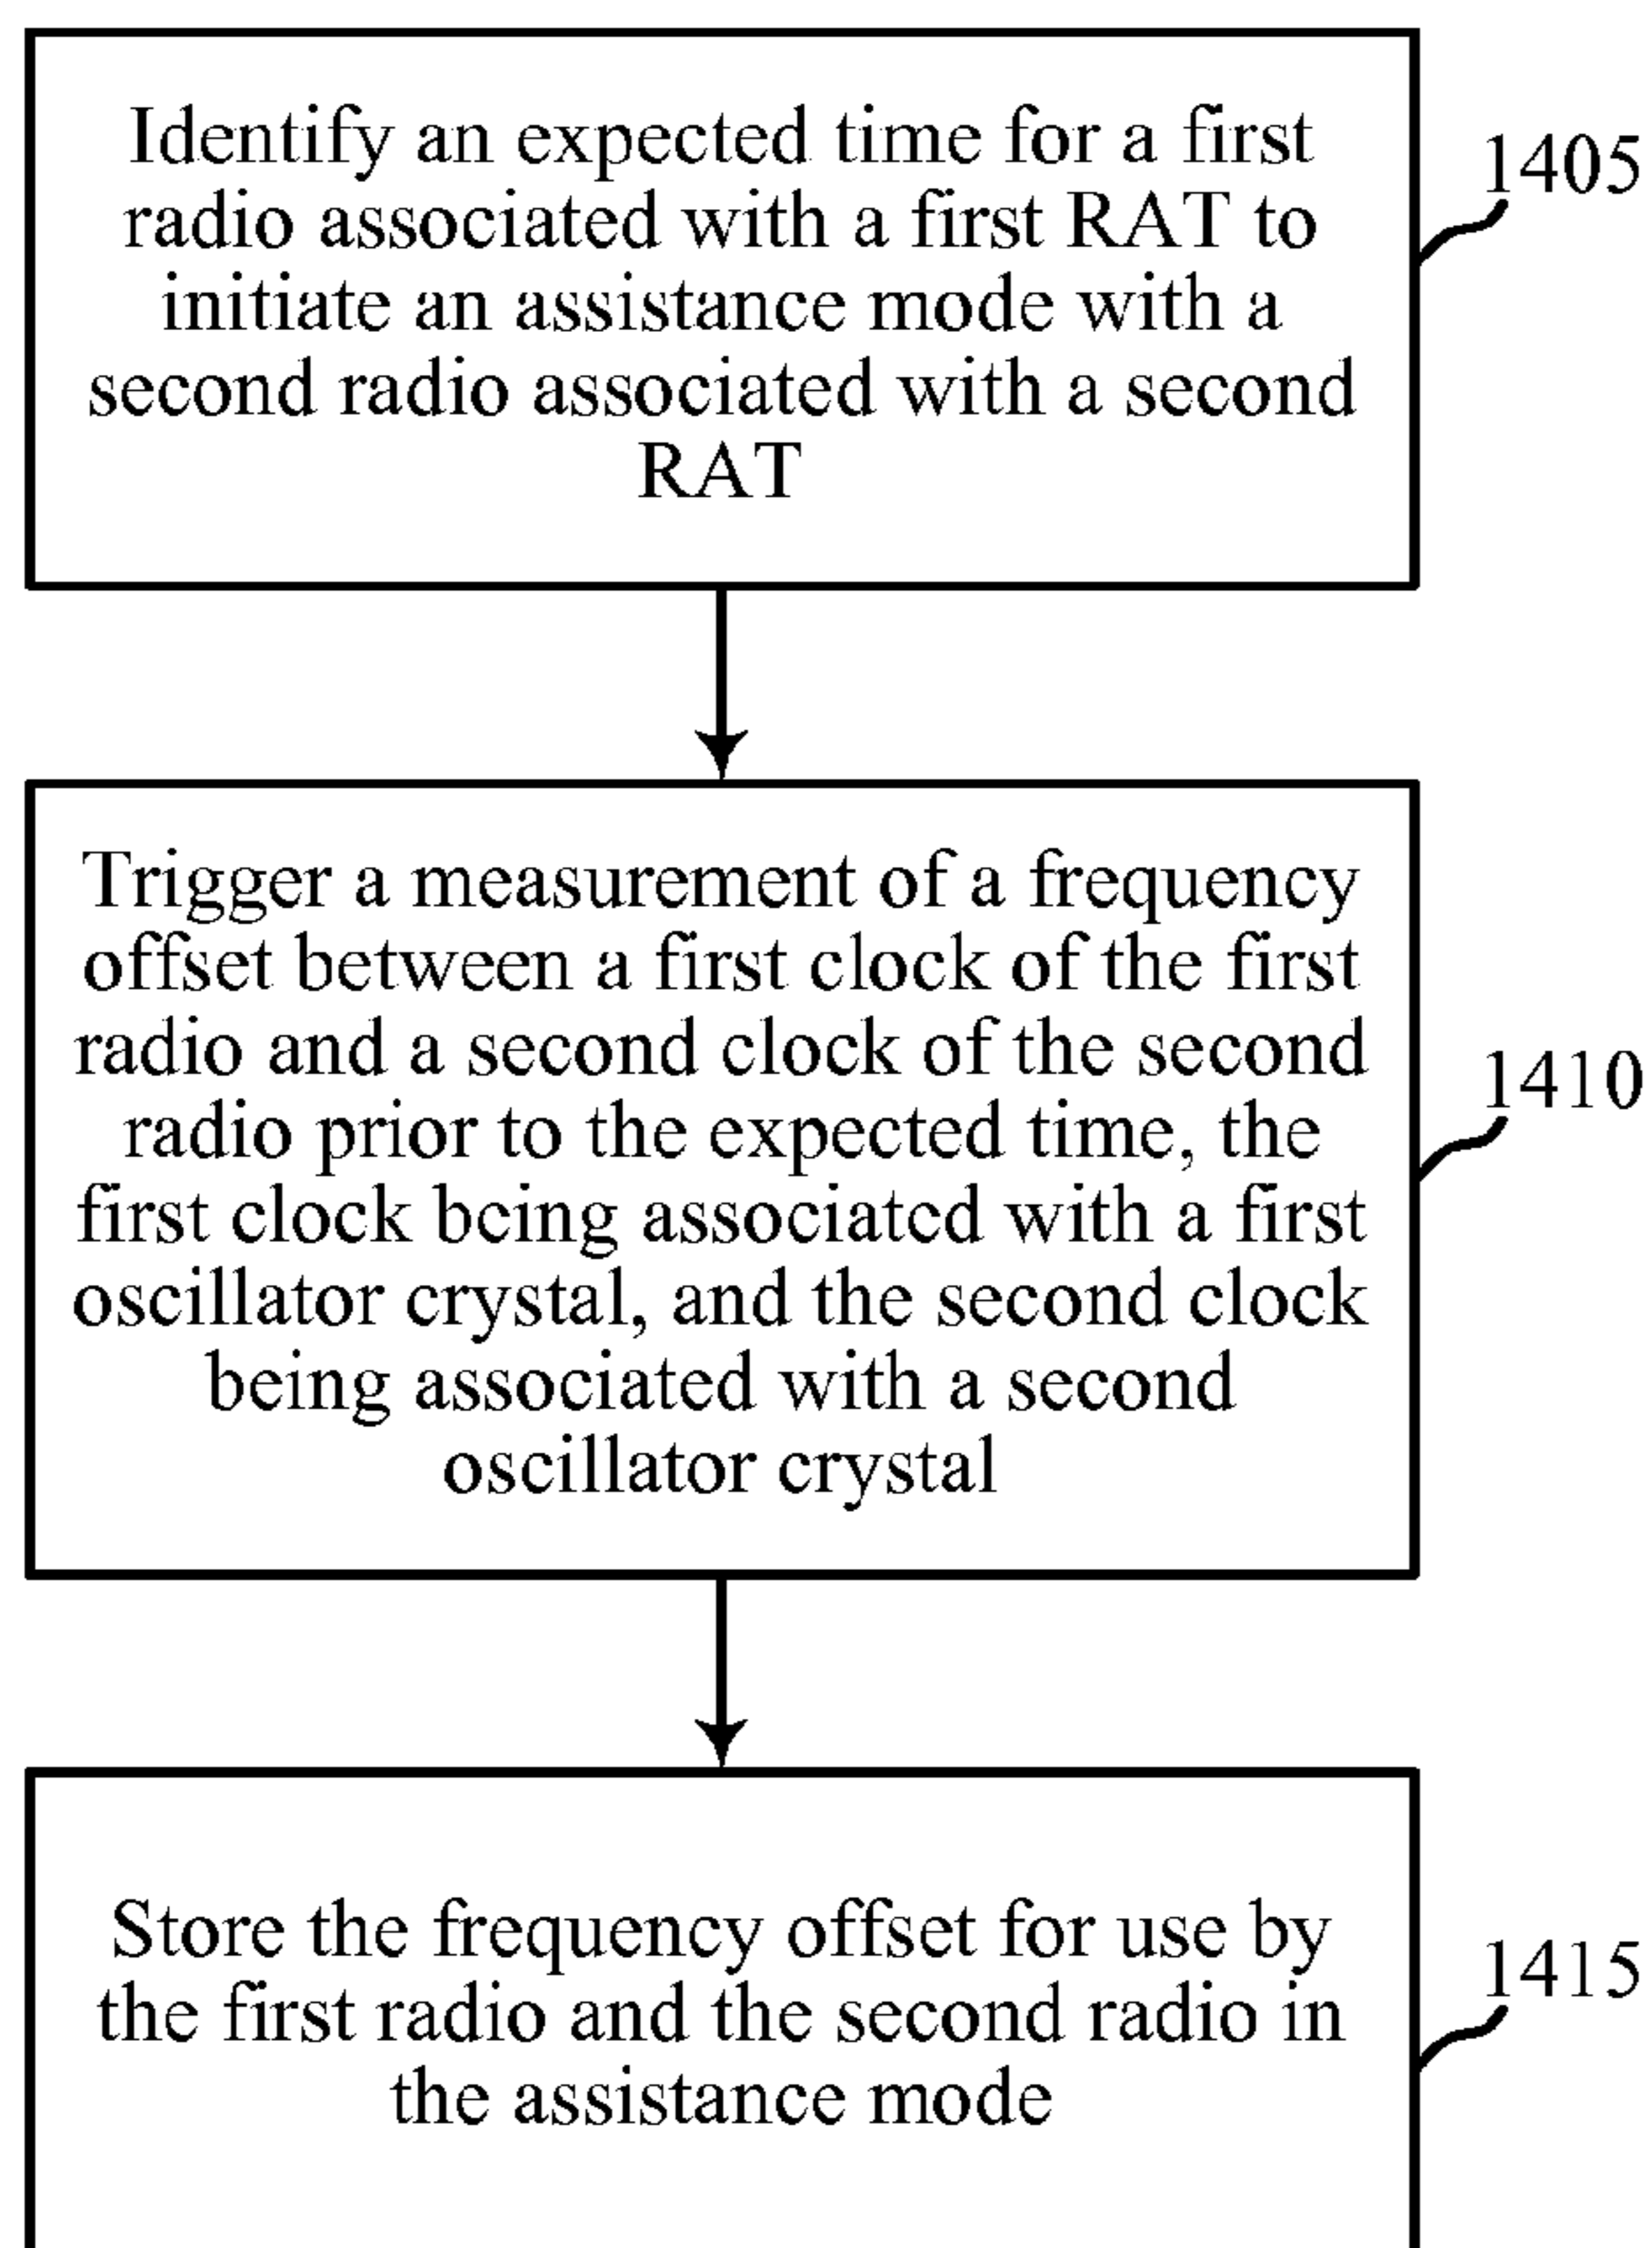 Identify an expected time for a first
radio associated with a first RAT to
initiate an assistance mode with a
second radio associated with a second
RAT
1405
Trigger a measurement of a frequency
offset between a first clock of the first
radio and a second clock of the second
radio prior to the expected time, the
first clock being associated with a first
oscillator crystal, and the second clock
being associated with a second
oscillator crystal
1410
Store the frequency offset for use by
the first radio and the second radio in
the assistance mode
1415